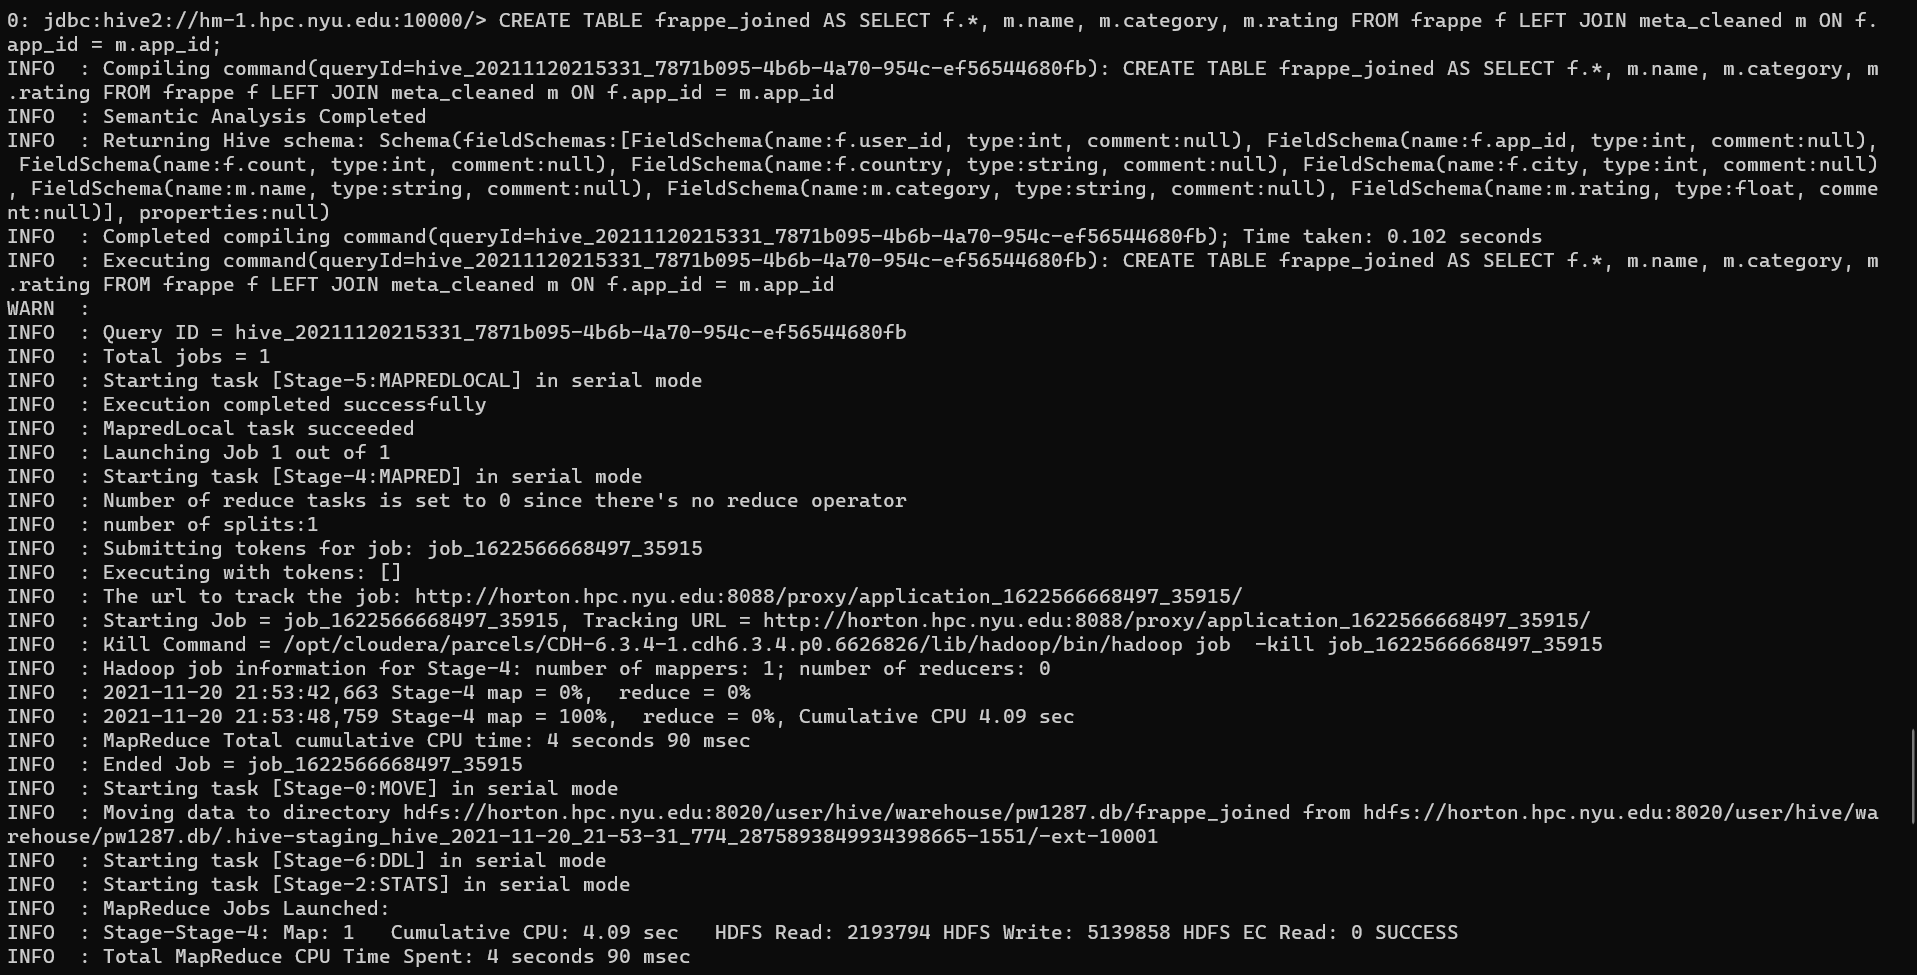 0: jdbc:hive2://hm-1.hpc.nyu.edu:10000/> CREATE TABLE frappe_joined AS SELECT f.*, m.name, m.category, m.rating FROM frappe f LEFT JOIN meta_cleaned m ON f.
app_id = m.app_id;
INFO  : Compiling command(queryId=hive_20211120215331_7871b095-4b6b-4a70-954c-ef56544680fb): CREATE TABLE frappe_joined AS SELECT f.*, m.name, m.category, m
.rating FROM frappe f LEFT JOIN meta_cleaned m ON f.app_id = m.app_id
INFO  : Semantic Analysis Completed
INFO  : Returning Hive schema: Schema(fieldSchemas:[FieldSchema(name:f.user_id, type:int, comment:null), FieldSchema(name:f.app_id, type:int, comment:null),
 FieldSchema(name:f.count, type:int, comment:null), FieldSchema(name:f.country, type:string, comment:null), FieldSchema(name:f.city, type:int, comment:null)
, FieldSchema(name:m.name, type:string, comment:null), FieldSchema(name:m.category, type:string, comment:null), FieldSchema(name:m.rating, type:float, comme
nt:null)], properties:null)
INFO  : Completed compiling command(queryId=hive_20211120215331_7871b095-4b6b-4a70-954c-ef56544680fb); Time taken: 0.102 seconds
INFO  : Executing command(queryId=hive_20211120215331_7871b095-4b6b-4a70-954c-ef56544680fb): CREATE TABLE frappe_joined AS SELECT f.*, m.name, m.category, m
.rating FROM frappe f LEFT JOIN meta_cleaned m ON f.app_id = m.app_id
WARN  :
INFO  : Query ID = hive_20211120215331_7871b095-4b6b-4a70-954c-ef56544680fb
INFO  : Total jobs = 1
INFO  : Starting task [Stage-5:MAPREDLOCAL] in serial mode
INFO  : Execution completed successfully
INFO  : MapredLocal task succeeded
INFO  : Launching Job 1 out of 1
INFO  : Starting task [Stage-4:MAPRED] in serial mode
INFO  : Number of reduce tasks is set to 0 since there's no reduce operator
INFO  : number of splits:1
INFO  : Submitting tokens for job: job_1622566668497_35915
INFO  : Executing with tokens: []
INFO  : The url to track the job: http://horton.hpc.nyu.edu:8088/proxy/application_1622566668497_35915/
INFO  : Starting Job = job_1622566668497_35915, Tracking URL = http://horton.hpc.nyu.edu:8088/proxy/application_1622566668497_35915/
INFO  : Kill Command = /opt/cloudera/parcels/CDH-6.3.4-1.cdh6.3.4.p0.6626826/lib/hadoop/bin/hadoop job  -kill job_1622566668497_35915
INFO  : Hadoop job information for Stage-4: number of mappers: 1; number of reducers: 0
INFO  : 2021-11-20 21:53:42,663 Stage-4 map = 0%,  reduce = 0%
INFO  : 2021-11-20 21:53:48,759 Stage-4 map = 100%,  reduce = 0%, Cumulative CPU 4.09 sec
INFO  : MapReduce Total cumulative CPU time: 4 seconds 90 msec
INFO  : Ended Job = job_1622566668497_35915
INFO  : Starting task [Stage-0:MOVE] in serial mode
INFO  : Moving data to directory hdfs://horton.hpc.nyu.edu:8020/user/hive/warehouse/pw1287.db/frappe_joined from hdfs://horton.hpc.nyu.edu:8020/user/hive/wa
rehouse/pw1287.db/.hive-staging_hive_2021-11-20_21-53-31_774_2875893849934398665-1551/-ext-10001
INFO  : Starting task [Stage-6:DDL] in serial mode
INFO  : Starting task [Stage-2:STATS] in serial mode
INFO  : MapReduce Jobs Launched:
INFO  : Stage-Stage-4: Map: 1   Cumulative CPU: 4.09 sec   HDFS Read: 2193794 HDFS Write: 5139858 HDFS EC Read: 0 SUCCESS
INFO  : Total MapReduce CPU Time Spent: 4 seconds 90 msec